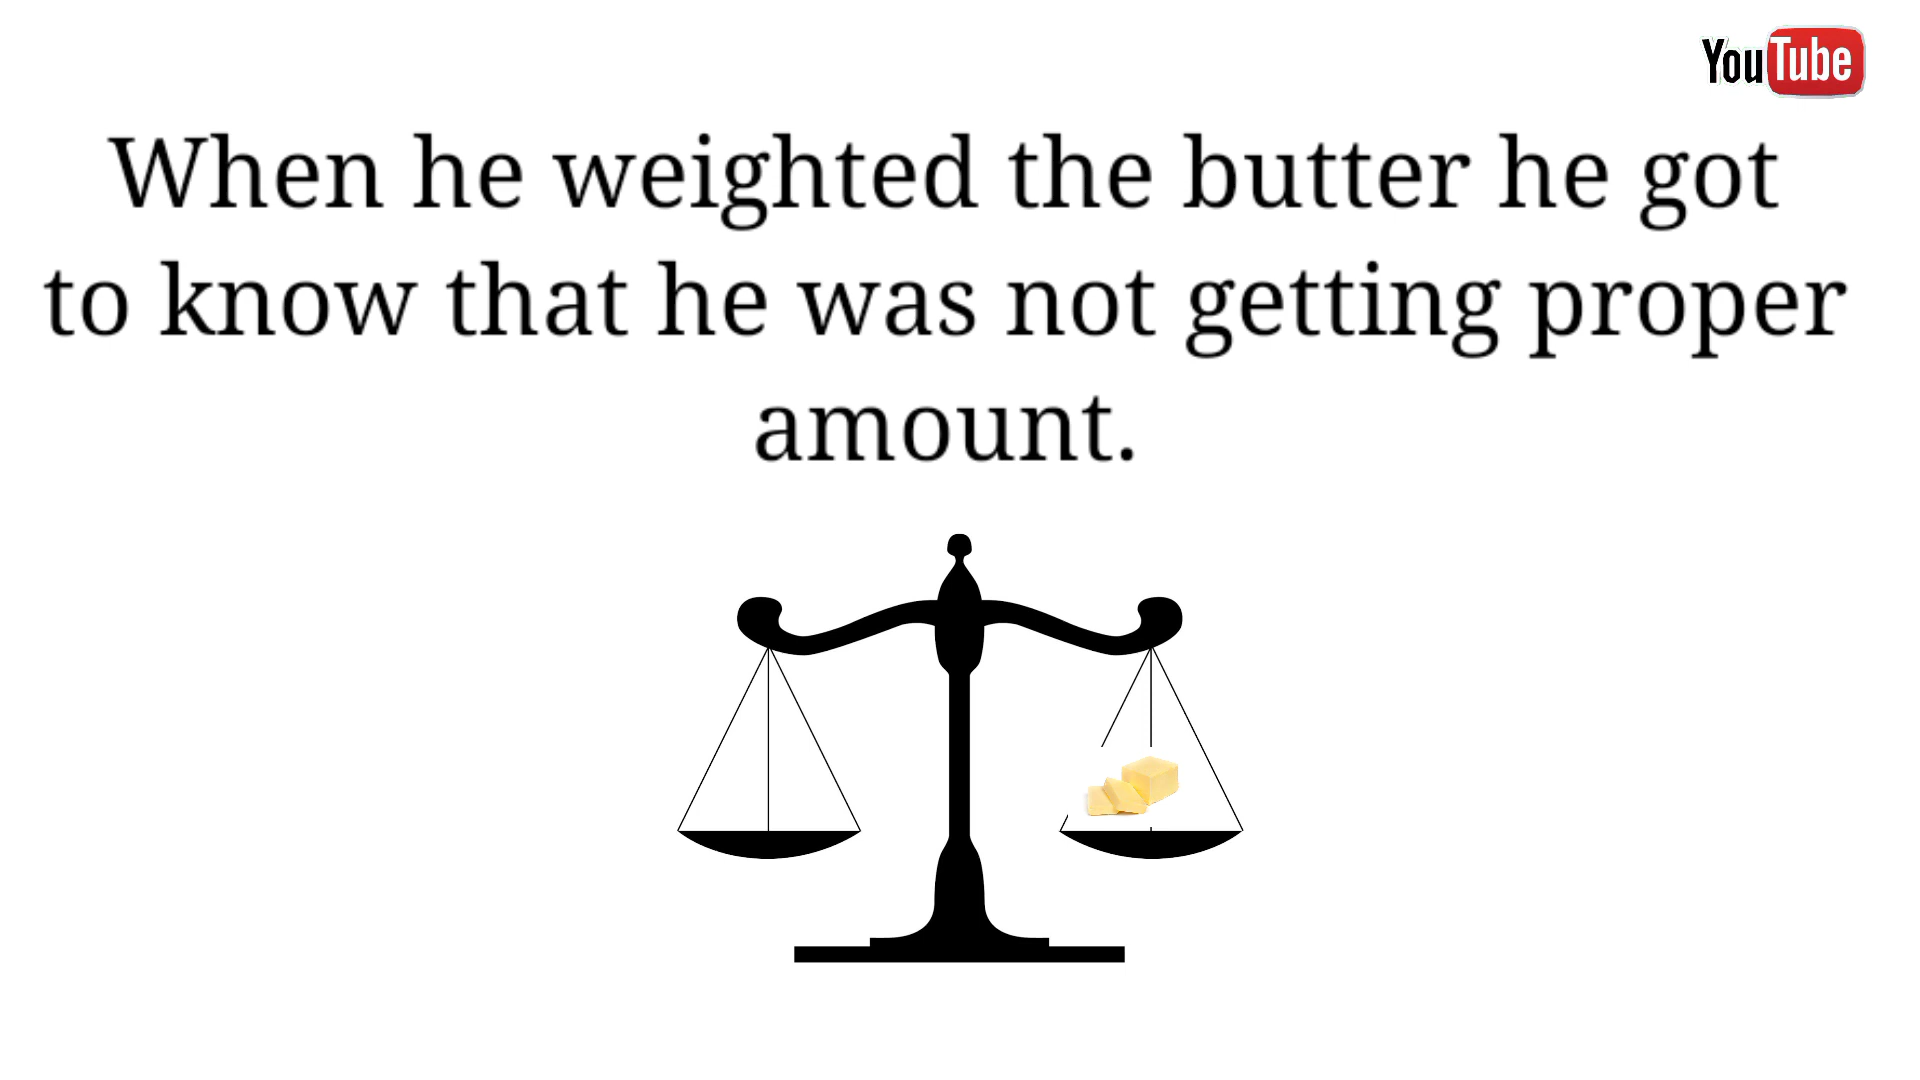 YouTube
When he weighted the butter he got
to know that he was not getting proper
amount.